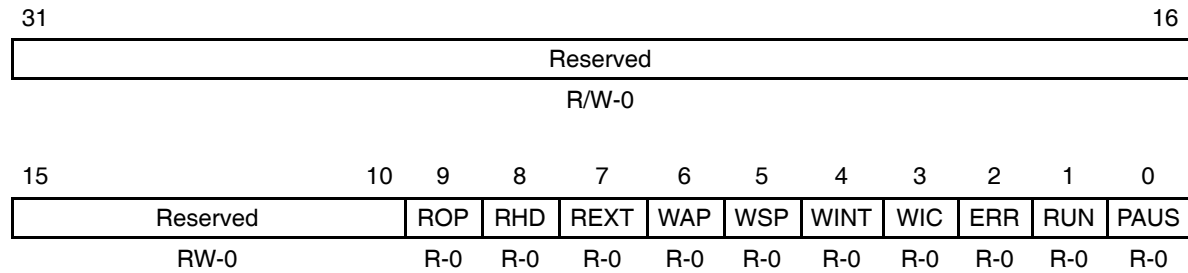 31 16
Reserved
R/W-0
15 10 9 8 7 6 5 4 3 2 1 0
Reserved ROP RHD REXT WAP WSP WINT WIC ERR RUN PAUS
RW-0 R-0 R-0 R-0 R-0 R-0 R-0 R-0 R-0 R-0 R-0